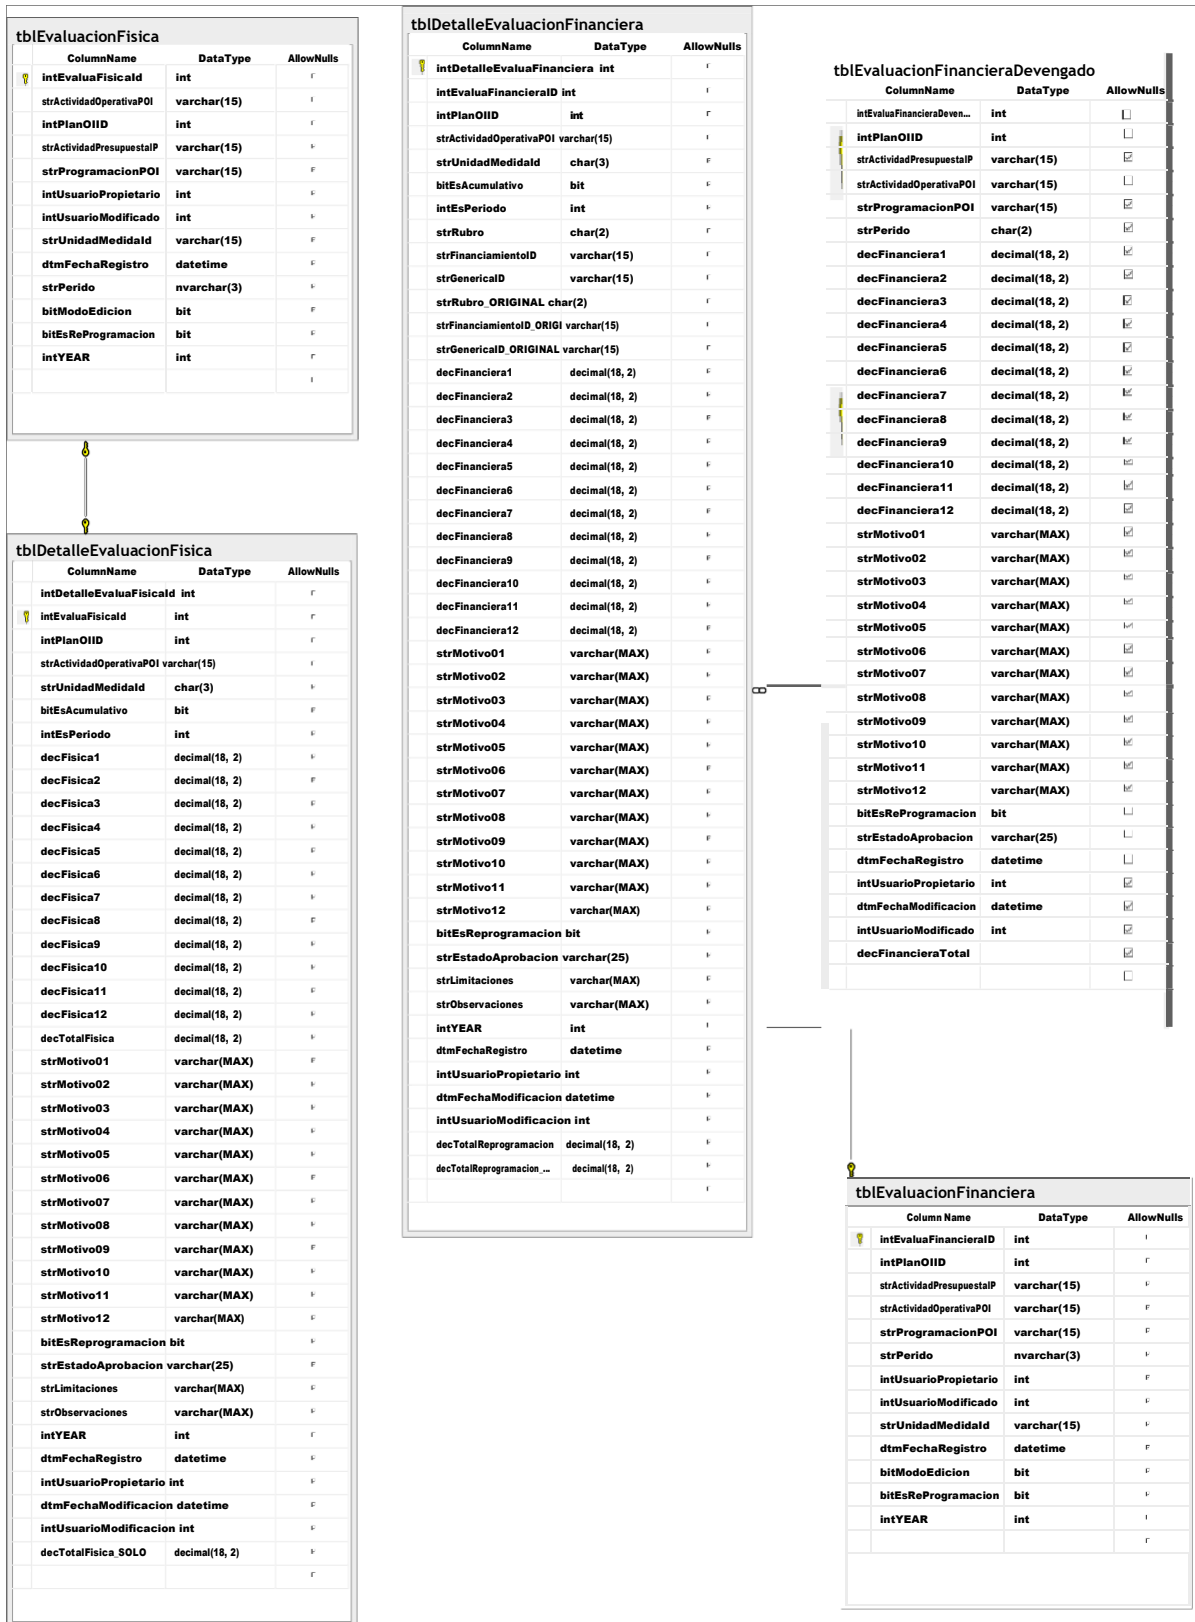 tblEvaluacionFisica
ColumnName DataType AllowNulls
intEvaluaFisicaId int
strActividadOperativaPOI varchar(15)
intPlanOIID int
strActividadPresupuestalP varchar(15)
strProgramacionPOI varchar(15)
intUsuarioPropietario int
intUsuarioModificado int
strUnidadMedidaId varchar(15)
dtmFechaRegistro datetime
strPerido nvarchar(3)
bitModoEdicion bit
bitEsReProgramacion bit
intYEAR int
tblDetalleEvaluacionFisica
ColumnName DataType AllowNulls
intDetalleEvaluaFisicaId int
intEvaluaFisicaId int
intPlanOIID int
strActividadOperativaPOI varchar(15)
strUnidadMedidaId char(3)
bitEsAcumulativo bit
intEsPeriodo int
decFisica1 decimal(18, 2)
decFisica2 decimal(18, 2)
decFisica3 decimal(18, 2)
decFisica4 decimal(18, 2)
decFisica5 decimal(18, 2)
decFisica6 decimal(18, 2)
decFisica7 decimal(18, 2)
decFisica8 decimal(18, 2)
decFisica9 decimal(18, 2)
decFisica10 decimal(18, 2)
decFisica11 decimal(18, 2)
decFisica12 decimal(18, 2)
decTotalFisica decimal(18, 2)
strMotivo01 varchar(MAX)
strMotivo02 varchar(MAX)
strMotivo03 varchar(MAX)
strMotivo04 varchar(MAX)
strMotivo05 varchar(MAX)
strMotivo06 varchar(MAX)
strMotivo07 varchar(MAX)
strMotivo08 varchar(MAX)
strMotivo09 varchar(MAX)
strMotivo10 varchar(MAX)
strMotivo11 varchar(MAX)
strMotivo12 varchar(MAX)
bitEsReprogramacion bit
strEstadoAprobacion varchar(25)
strLimitaciones varchar(MAX)
strObservaciones varchar(MAX)
intYEAR int
dtmFechaRegistro datetime
intUsuarioPropietario int
dtmFechaModificacion datetime
intUsuarioModificacion int
decTotalFisica_SOLO decimal(18, 2)
tblDetalleEvaluacionFinanciera
ColumnName DataType AllowNulls
intDetalleEvaluaFinanciera int
intEvaluaFinancieraID int
intPlanOIID int
strActividadOperativaPOI varchar(15)
strUnidadMedidaId char(3)
bitEsAcumulativo bit
intEsPeriodo int
strRubro char(2)
strFinanciamientoID varchar(15)
strGenericaID varchar(15)
strRubro_ORIGINAL char(2)
strFinanciamientoID_ORIGI varchar(15)
strGenericaID_ORIGINAL varchar(15)
decFinanciera1 decimal(18, 2)
decFinanciera2 decimal(18, 2)
decFinanciera3 decimal(18, 2)
decFinanciera4 decimal(18, 2)
decFinanciera5 decimal(18, 2)
decFinanciera6 decimal(18, 2)
decFinanciera7 decimal(18, 2)
decFinanciera8 decimal(18, 2)
decFinanciera9 decimal(18, 2)
decFinanciera10 decimal(18, 2)
decFinanciera11 decimal(18, 2)
decFinanciera12 decimal(18, 2)
strMotivo01 varchar(MAX)
strMotivo02 varchar(MAX)
strMotivo03 varchar(MAX)
strMotivo04 varchar(MAX)
strMotivo05 varchar(MAX)
strMotivo06 varchar(MAX)
strMotivo07 varchar(MAX)
strMotivo08 varchar(MAX)
strMotivo09 varchar(MAX)
strMotivo10 varchar(MAX)
strMotivo11 varchar(MAX)
strMotivo12 varchar(MAX)
bitEsReprogramacion bit
strEstadoAprobacion varchar(25)
strLimitaciones varchar(MAX)
strObservaciones varchar(MAX)
intYEAR int
dtmFechaRegistro datetime
intUsuarioPropietario int
dtmFechaModificacion datetime
intUsuarioModificacion int
decTotalReprogramacion decimal(18, 2)
decTotalReprogramacion_... decimal(18, 2)
tblEvaluacionFinancieraDevengado
ColumnName DataType AllowNulls
intEvaluaFinancieraDeven... int
intPlanOIID int
strActividadPresupuestalP varchar(15)
strActividadOperativaPOI varchar(15)
strProgramacionPOI varchar(15)
strPerido char(2)
decFinanciera1 decimal(18, 2)
decFinanciera2 decimal(18, 2)
decFinanciera3 decimal(18, 2)
decFinanciera4 decimal(18, 2)
decFinanciera5 decimal(18, 2)
decFinanciera6 decimal(18, 2)
decFinanciera7 decimal(18, 2)
decFinanciera8 decimal(18, 2)
decFinanciera9 decimal(18, 2)
decFinanciera10 decimal(18, 2)
decFinanciera11 decimal(18, 2)
decFinanciera12 decimal(18, 2)
strMotivo01 varchar(MAX)
strMotivo02 varchar(MAX)
strMotivo03 varchar(MAX)
strMotivo04 varchar(MAX)
strMotivo05 varchar(MAX)
strMotivo06 varchar(MAX)
strMotivo07 varchar(MAX)
strMotivo08 varchar(MAX)
strMotivo09 varchar(MAX)
strMotivo10 varchar(MAX)
strMotivo11 varchar(MAX)
strMotivo12 varchar(MAX)
bitEsReProgramacion bit
strEstadoAprobacion varchar(25)
dtmFechaRegistro datetime
intUsuarioPropietario int
dtmFechaModificacion datetime
intUsuarioModificado int
decFinancieraTotal
tblEvaluacionFinanciera
Column Name DataType AllowNulls
intEvaluaFinancieraID int
intPlanOIID int
strActividadPresupuestalP varchar(15)
strActividadOperativaPOI varchar(15)
strProgramacionPOI varchar(15)
strPerido nvarchar(3)
intUsuarioPropietario int
intUsuarioModificado int
strUnidadMedidaId varchar(15)
dtmFechaRegistro datetime
bitModoEdicion bit
bitEsReProgramacion bit
intYEAR int